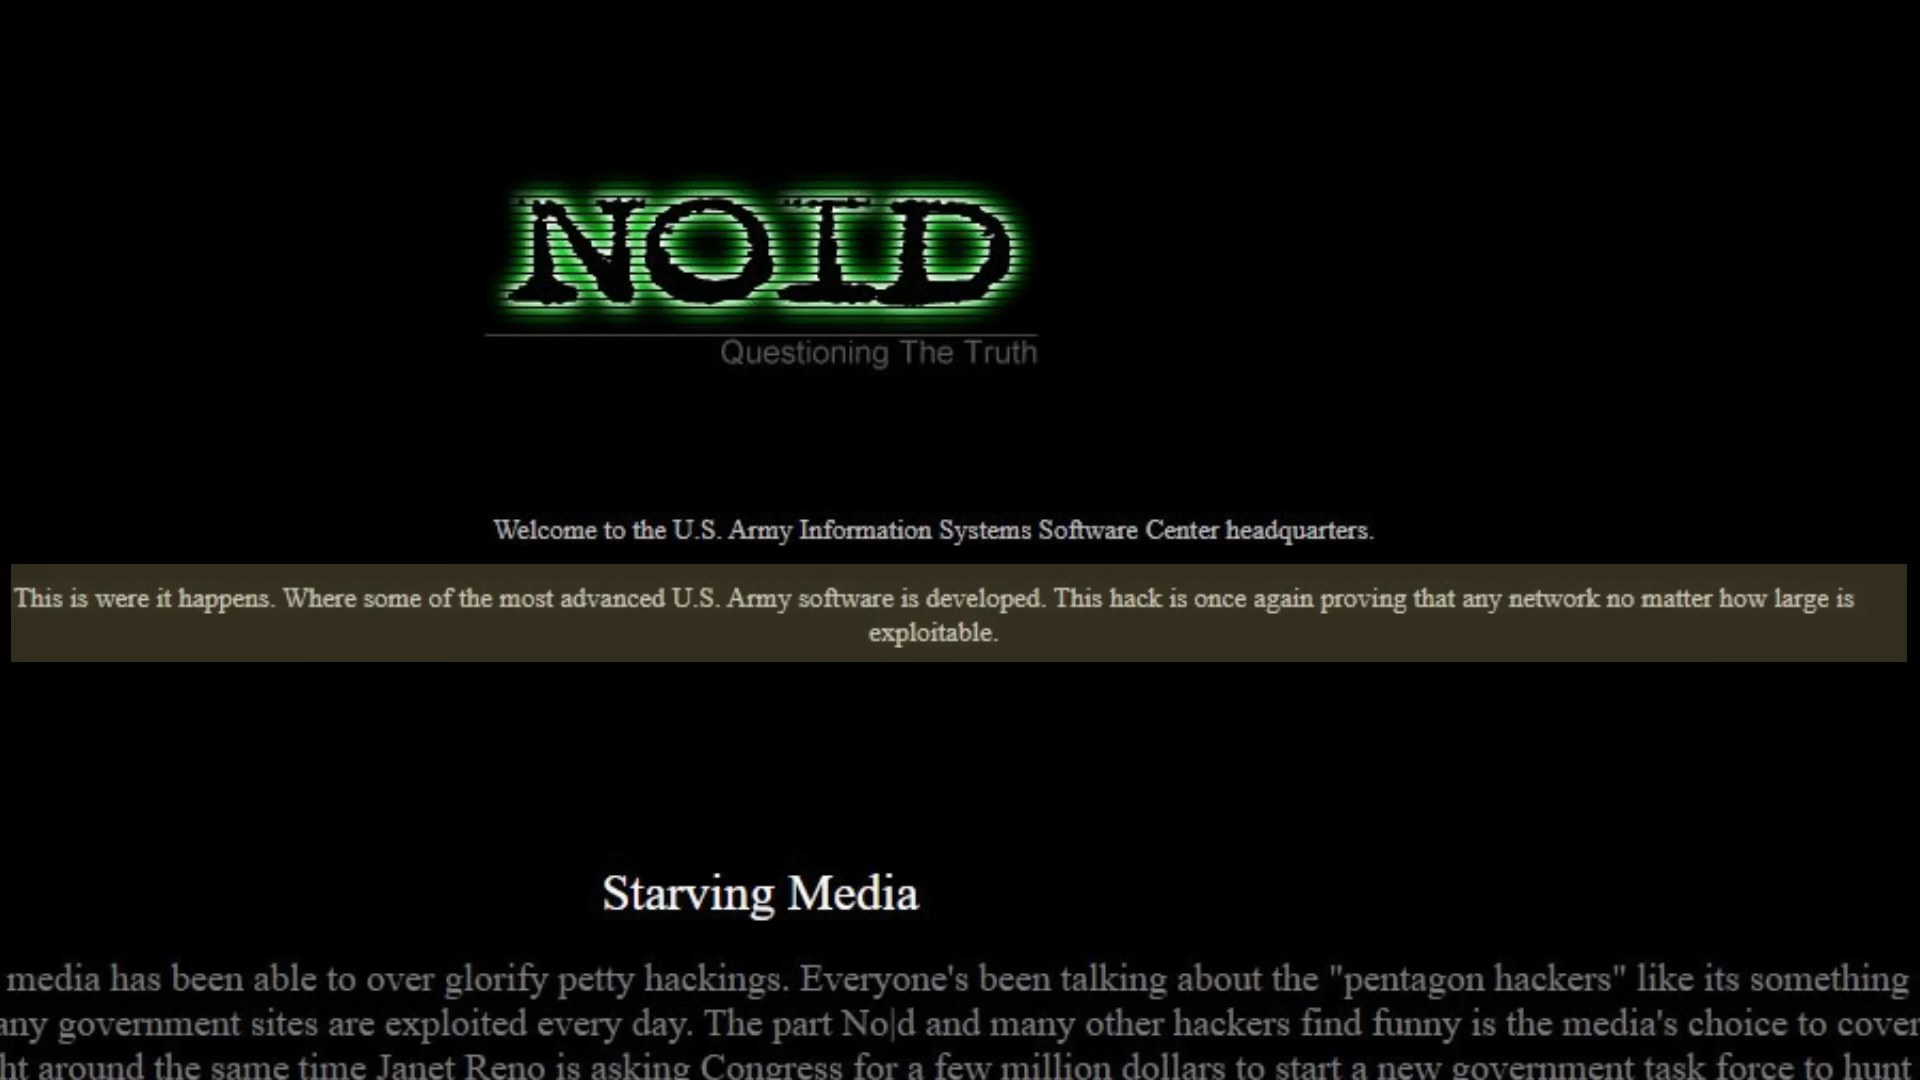 NOID
Questioning The Truth
Welcome to the U.S. Army Information Systems Software Center headquarters.
This is were it happens. Where some of the most advanced U.S. Army software is developed. This hack is once again proving that any network no matter how large is
exploitable.
Starving Media
media has been able to over glorify petty hackings. Everyone's been talking about the "pentagon hackers" like its something
any government sites are exploited every day. The part No|d and many other hackers find funny is the media's choice to cover
ht around the same time Janet Reno is asking Congress for a few million dollars to start a new government task force to hunt